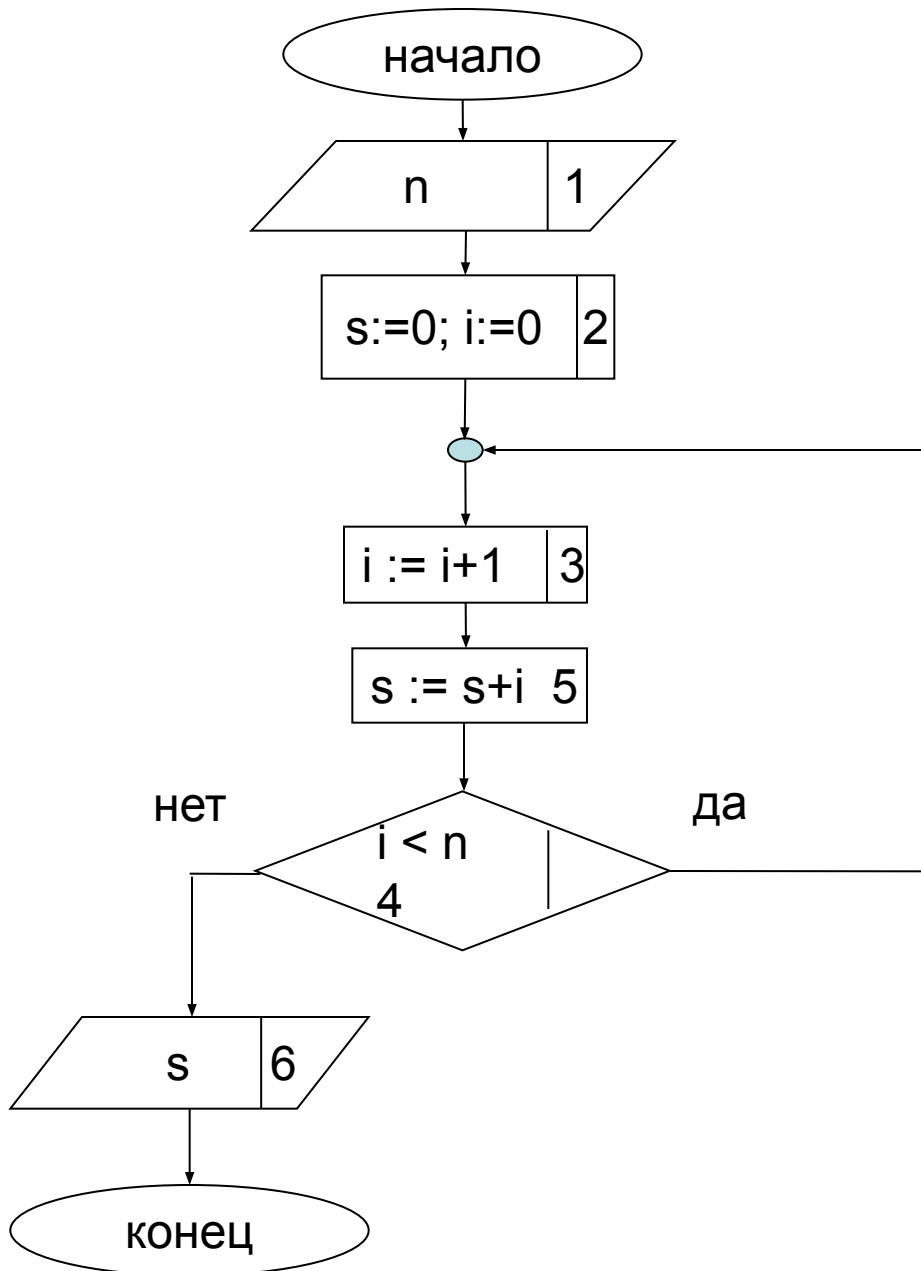 начало
n 1
s:=0; i:=0 2
i := i+1 3
s := s+i 5
нет
да
i < n
4
s 6
конец